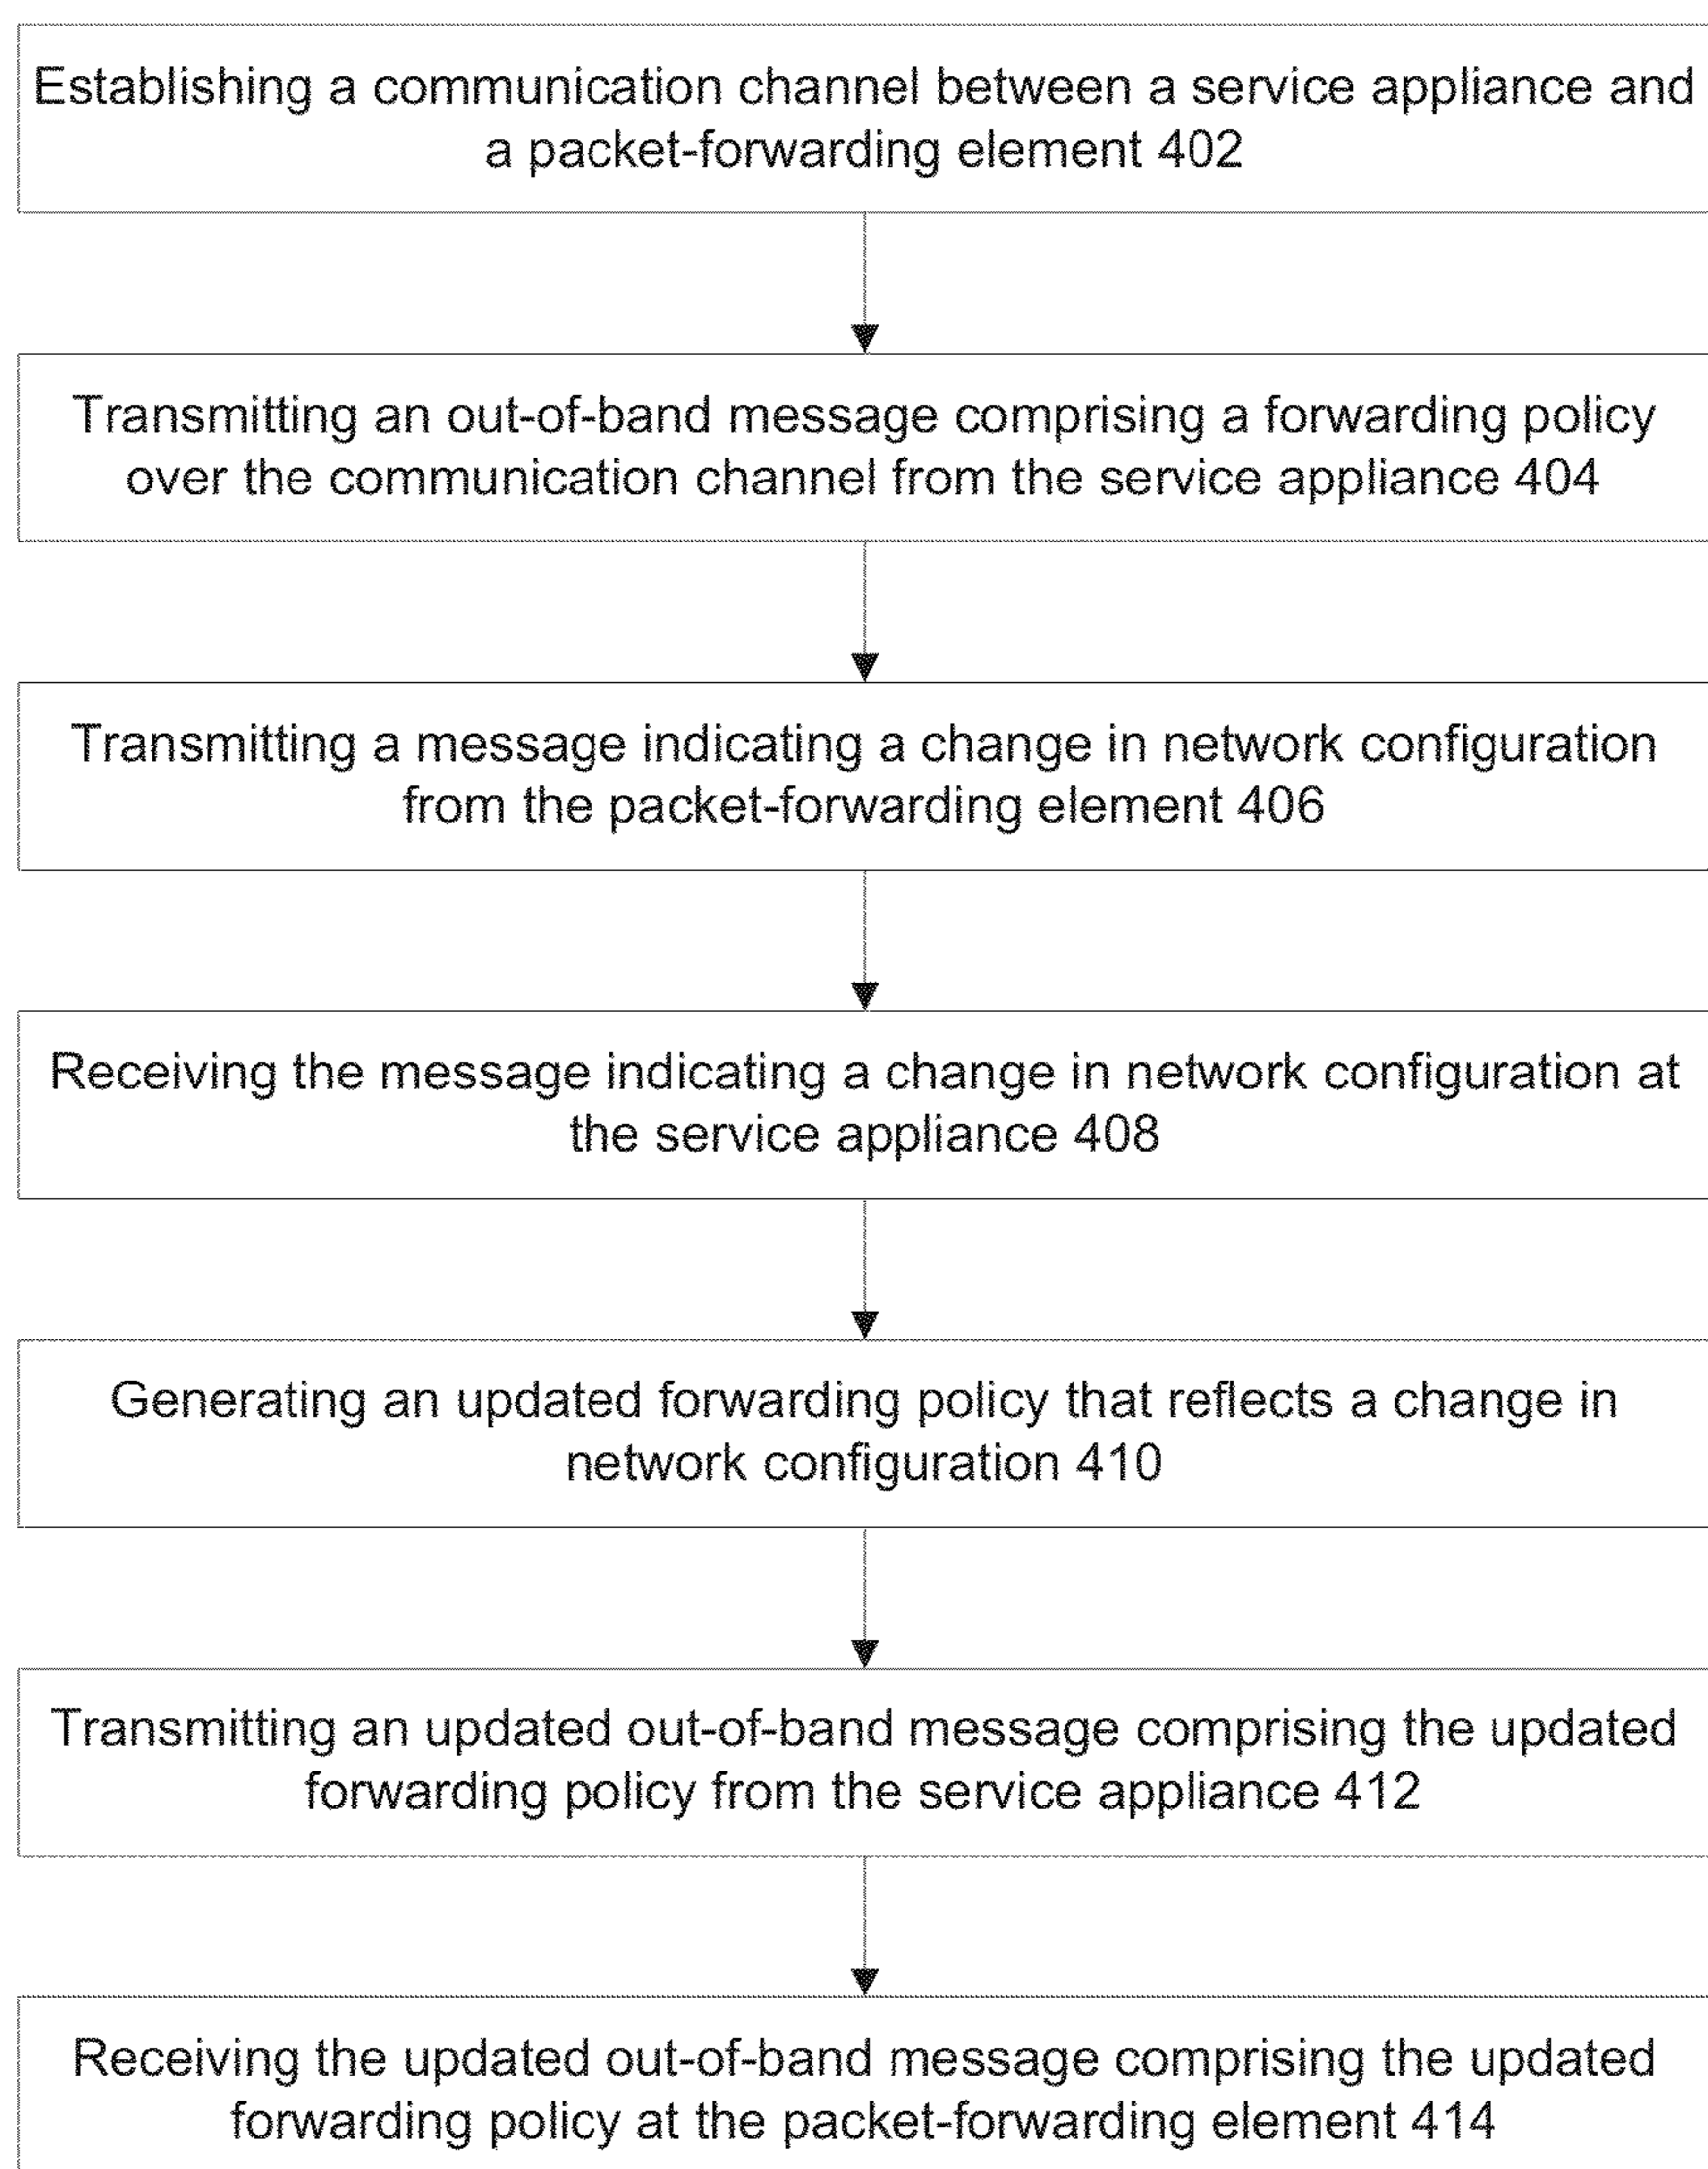 Establishing a communication channel between a service appliance and
a packet-forwarding element 402
Transmitting an out-of-band message comprising a forwarding policy
over the communication channel from the service appliance 404
Transmitting a message indicating a change in network configuration
from the packet-forwarding element 406
Receiving the message indicating a change in network configuration at
the service appliance 408
Generating an updated forwarding policy that reflects a change in
network configuration 410
Transmitting an updated out-of-band message comprising the updated
forwarding policy from the service appliance 412
Receiving the updated out-of-band message comprising the updated
forwarding policy at the packet-forwarding element 414